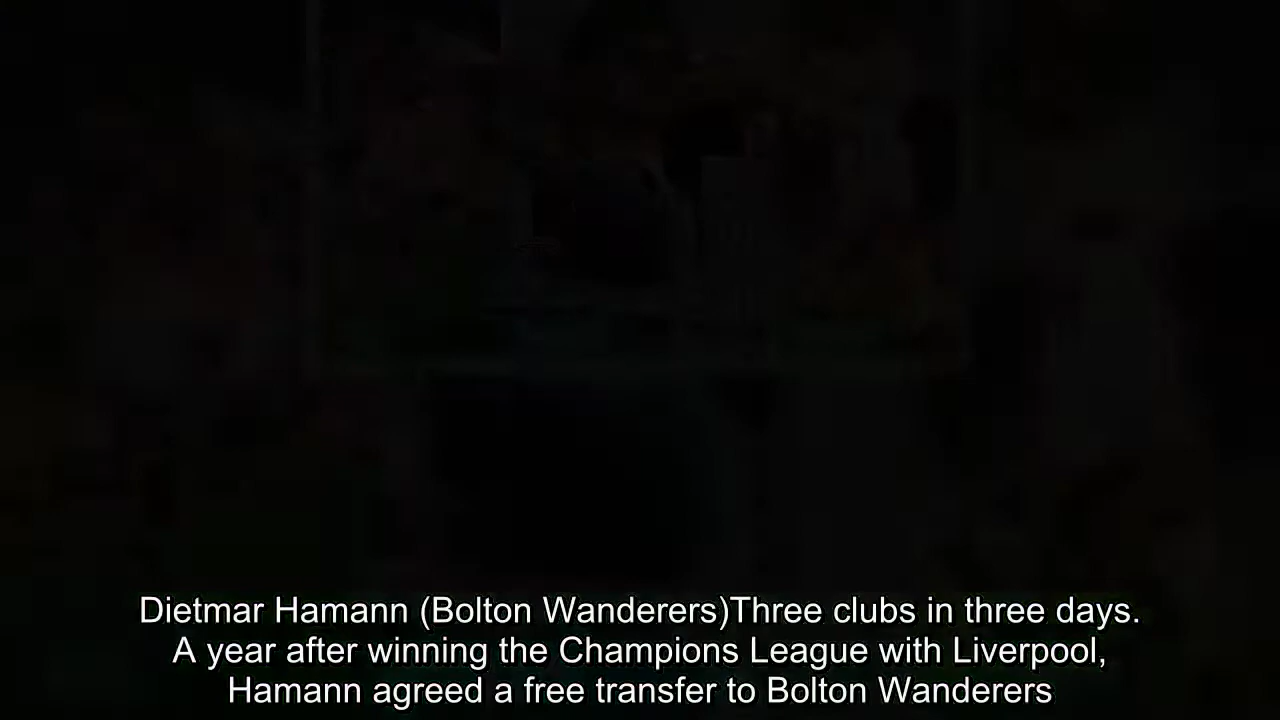 Dietmar Hamann (Bolton Wanderers)Three clubs in three days.
A year after winning the Champions League with Liverpool,
Hamann agreed a free transfer to Bolton Wanderers